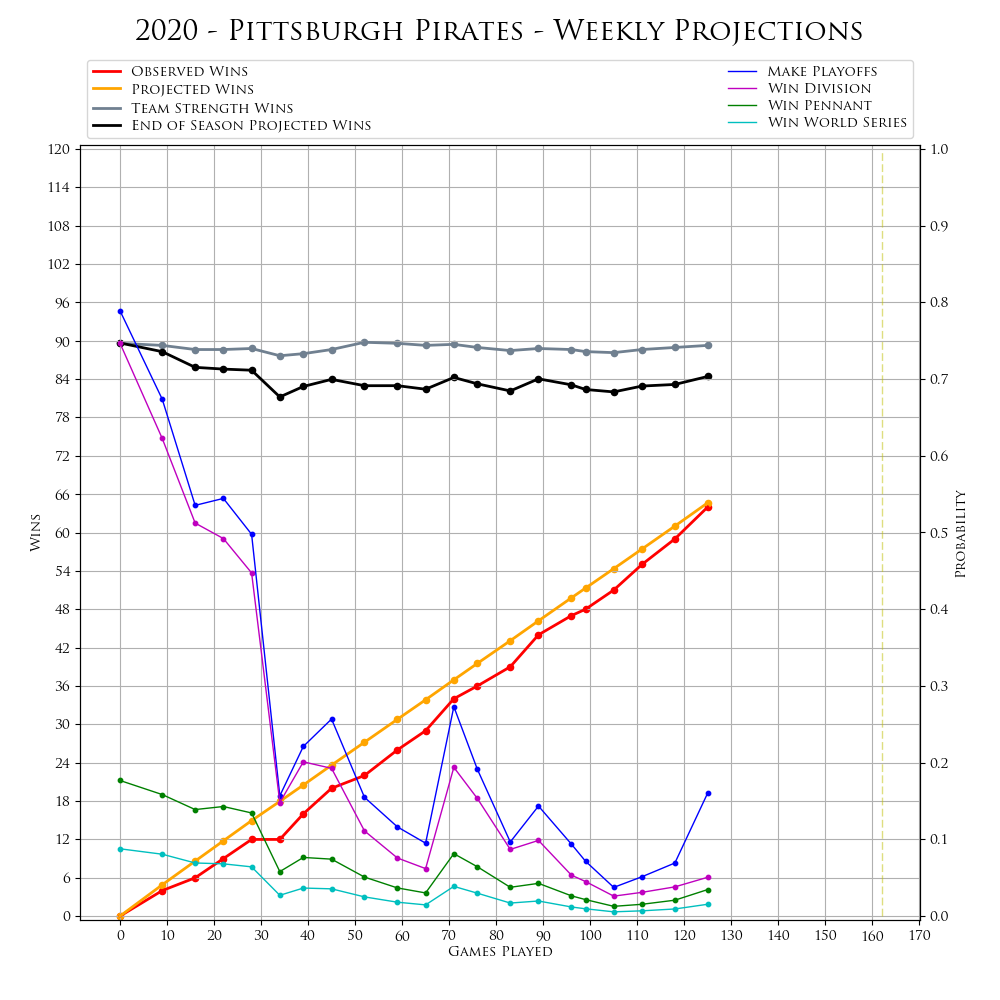 2020 - Pittsburgh Pirates - Weekly Projections
Observed Wins
Projected Wins
Team Strength Wins
End of Season Projected Wins
Make Playoffs
Win Division
Win Pennant
Win World Series
120
114
108
102
96
90
84
78
72
66
60
54
48
42
36
30
24
18
12
6
0
Wins
1.0
0.9
0.8
0.7
0.6
0.5
0.4
0.3
0.2
0.1
0.0
Probability
0 10 20 30 40 50 60 70 80 90 100 110 120 130 140 150 160 170
Games Played